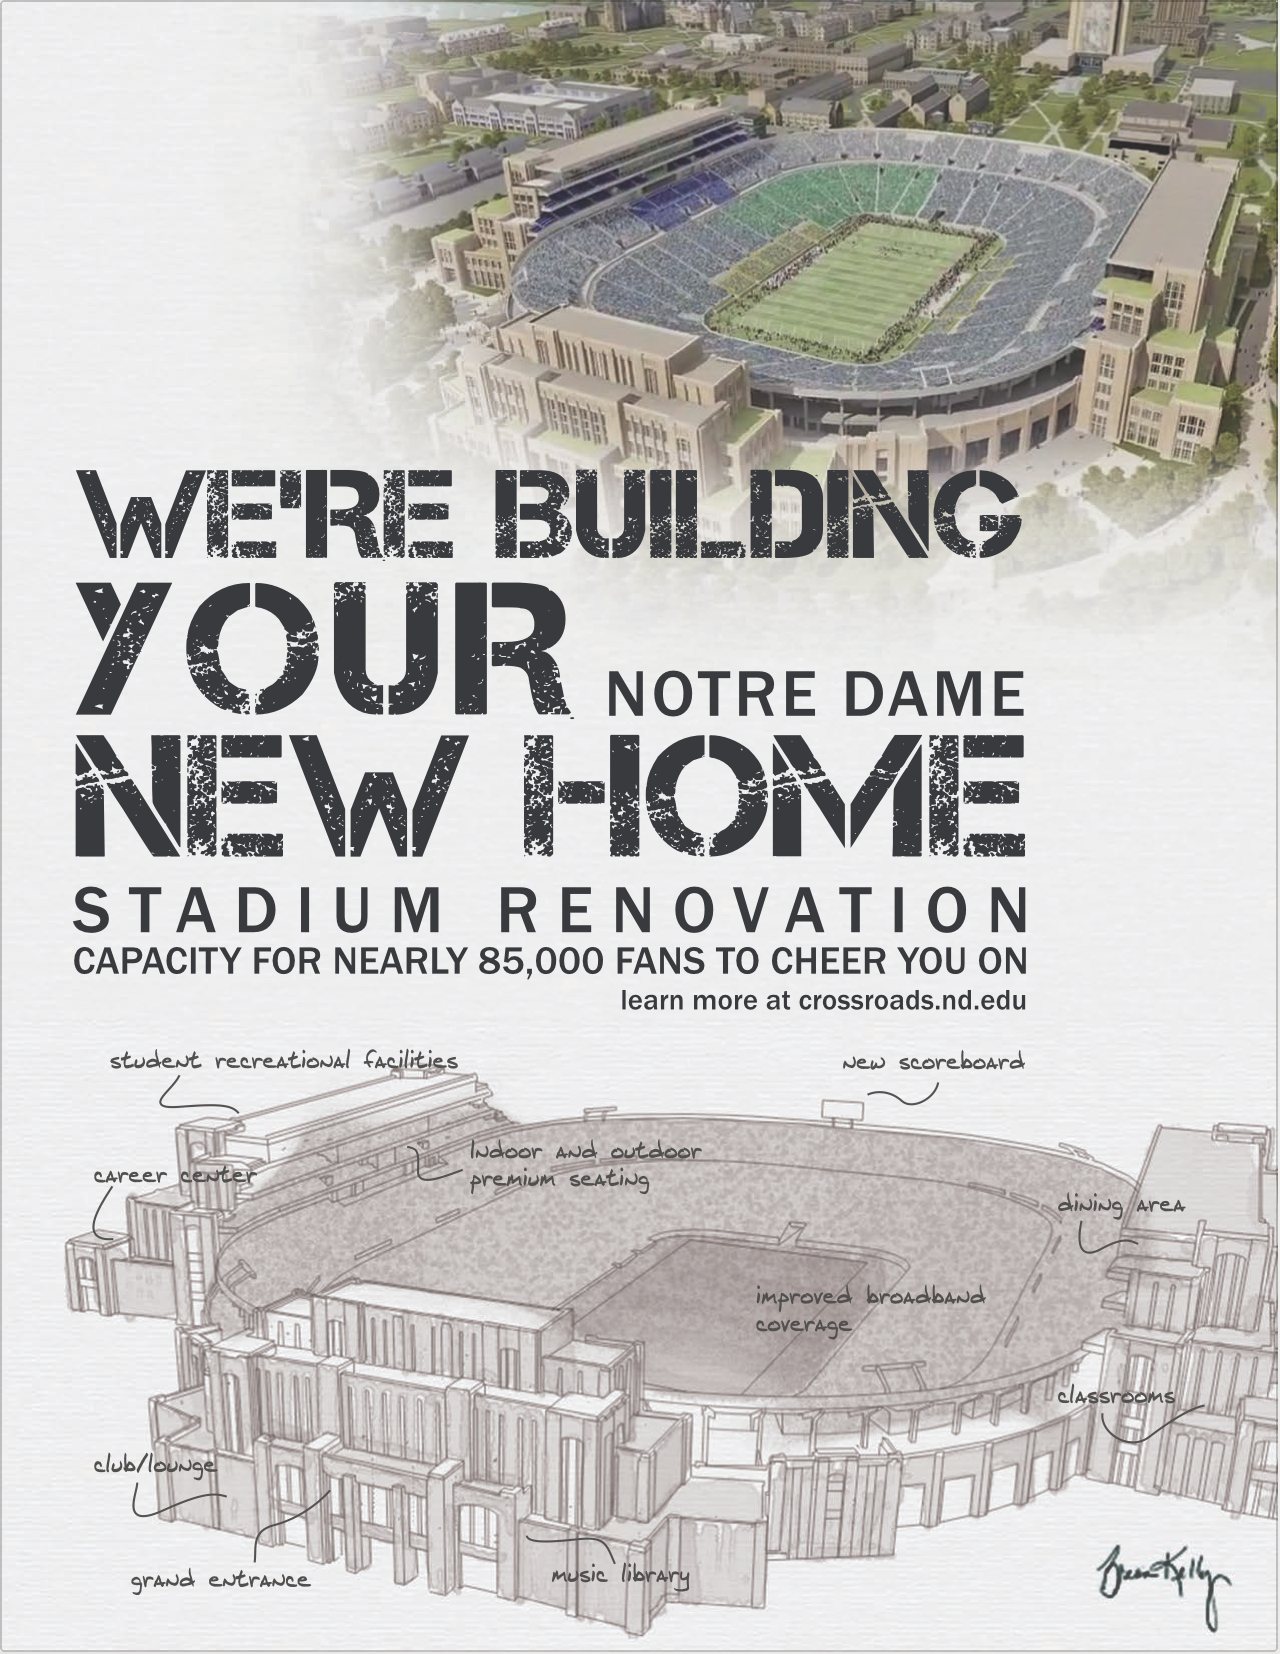 WE'RE BUILDING
YOUR NOTRE DAME
NEW HOME
STADIUM RENOVATION
CAPACITY FOR NEARLY 85,000 FANS TO CHEER YOU ON
learn more at crossroads.nd.edu
student recreational facilities
new scoreboard
Indoor and outdoor
premium seating
career center
dining area
improved broadband
coverage
classrooms
club/lounge
grand entrance
music library
Brian Kelly